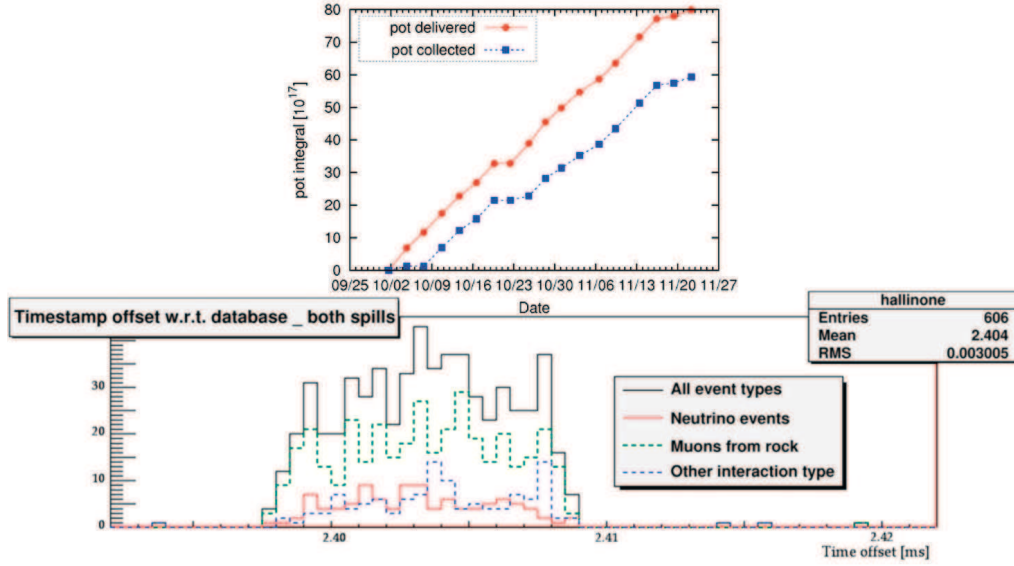 80
70
60
50
40
30
20
10
0
pot integral [10^17]
pot delivered
pot collected
09/25 10/02 10/09 10/16 10/23 10/30 11/06 11/13 11/20 11/27
Date
Timestamp offset w.r.t. database _ both spills
hallinone
Entries 606
Mean 2.404
RMS 0.003005
30
20
10
0
All event types
Neutrino events
Muons from rock
Other interaction type
2.40 2.41 2.42
Time offset [ms]